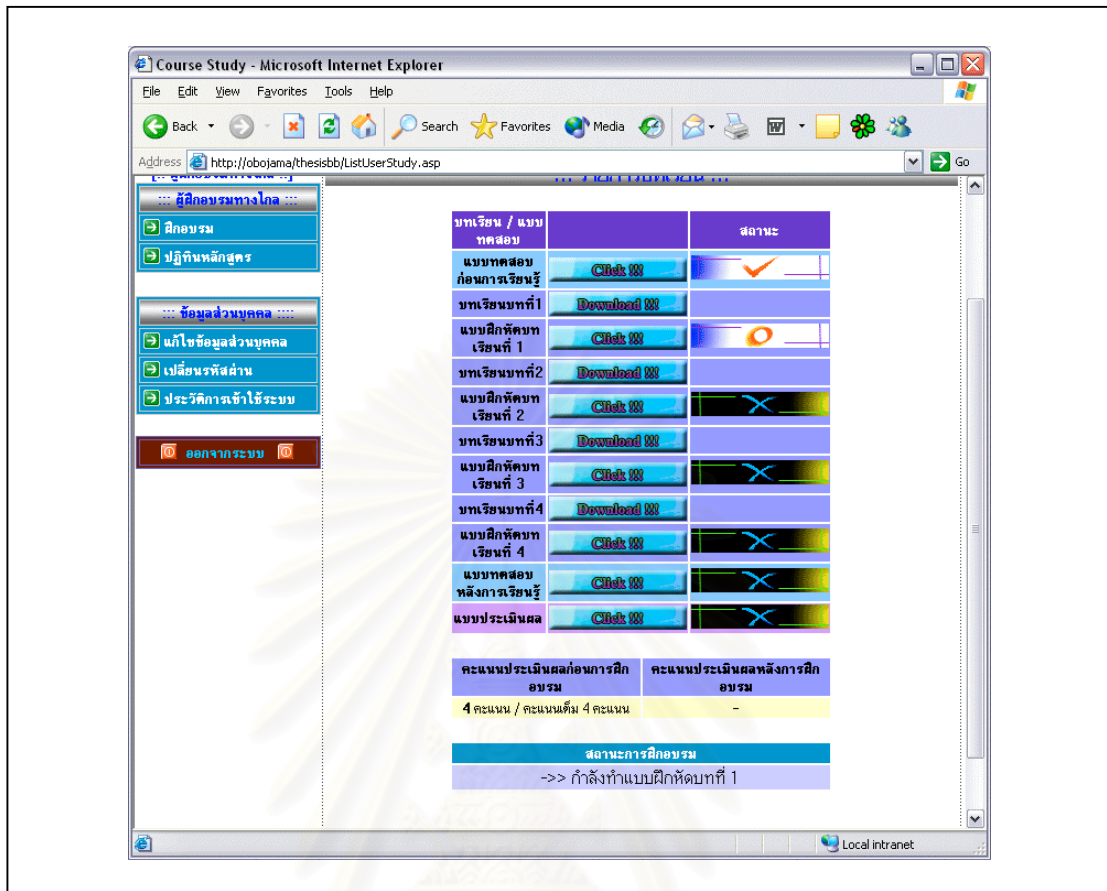 Course Study - Microsoft Internet Explorer
File Edit View Favorites Tools Help
Back Search Favorites Media
Address http://obojama/thesisbb/ListUserStudy.asp Go
::: รายการบทเรียน :::
::: ผู้ฝึกอบรมทางไกล :::
ฝึกอบรม
ปฏิทินหลักสูตร
::: ข้อมูลส่วนบุคคล ::::
แก้ไขข้อมูลส่วนบุคคล
เปลี่ยนรหัสผ่าน
ประวัติการเข้าใช้ระบบ
ออกจากระบบ
บทเรียน / แบบ
ทดสอบ
สถานะ
แบบทดสอบ
ก่อนการเรียนรู้
Click !!!
บทเรียนบทที่1 Download !!!
แบบฝึกหัดบท
เรียนที่ 1
Click !!!
บทเรียนบทที่2 Download !!!
แบบฝึกหัดบท
เรียนที่ 2
Click !!!
บทเรียนบทที่3 Download !!!
แบบฝึกหัดบท
เรียนที่ 3
Click !!!
บทเรียนบทที่4 Download !!!
แบบฝึกหัดบท
เรียนที่ 4
Click !!!
แบบทดสอบ
หลังการเรียนรู้
Click !!!
แบบประเมินผล Click !!!
คะแนนประเมินผลก่อนการฝึก
อบรม
คะแนนประเมินผลหลังการฝึก
อบรม
4 คะแนน / คะแนนเต็ม 4 คะแนน -
สถานะการฝึกอบรม
->> กำลังทำแบบฝึกหัดบทที่ 1
Local intranet